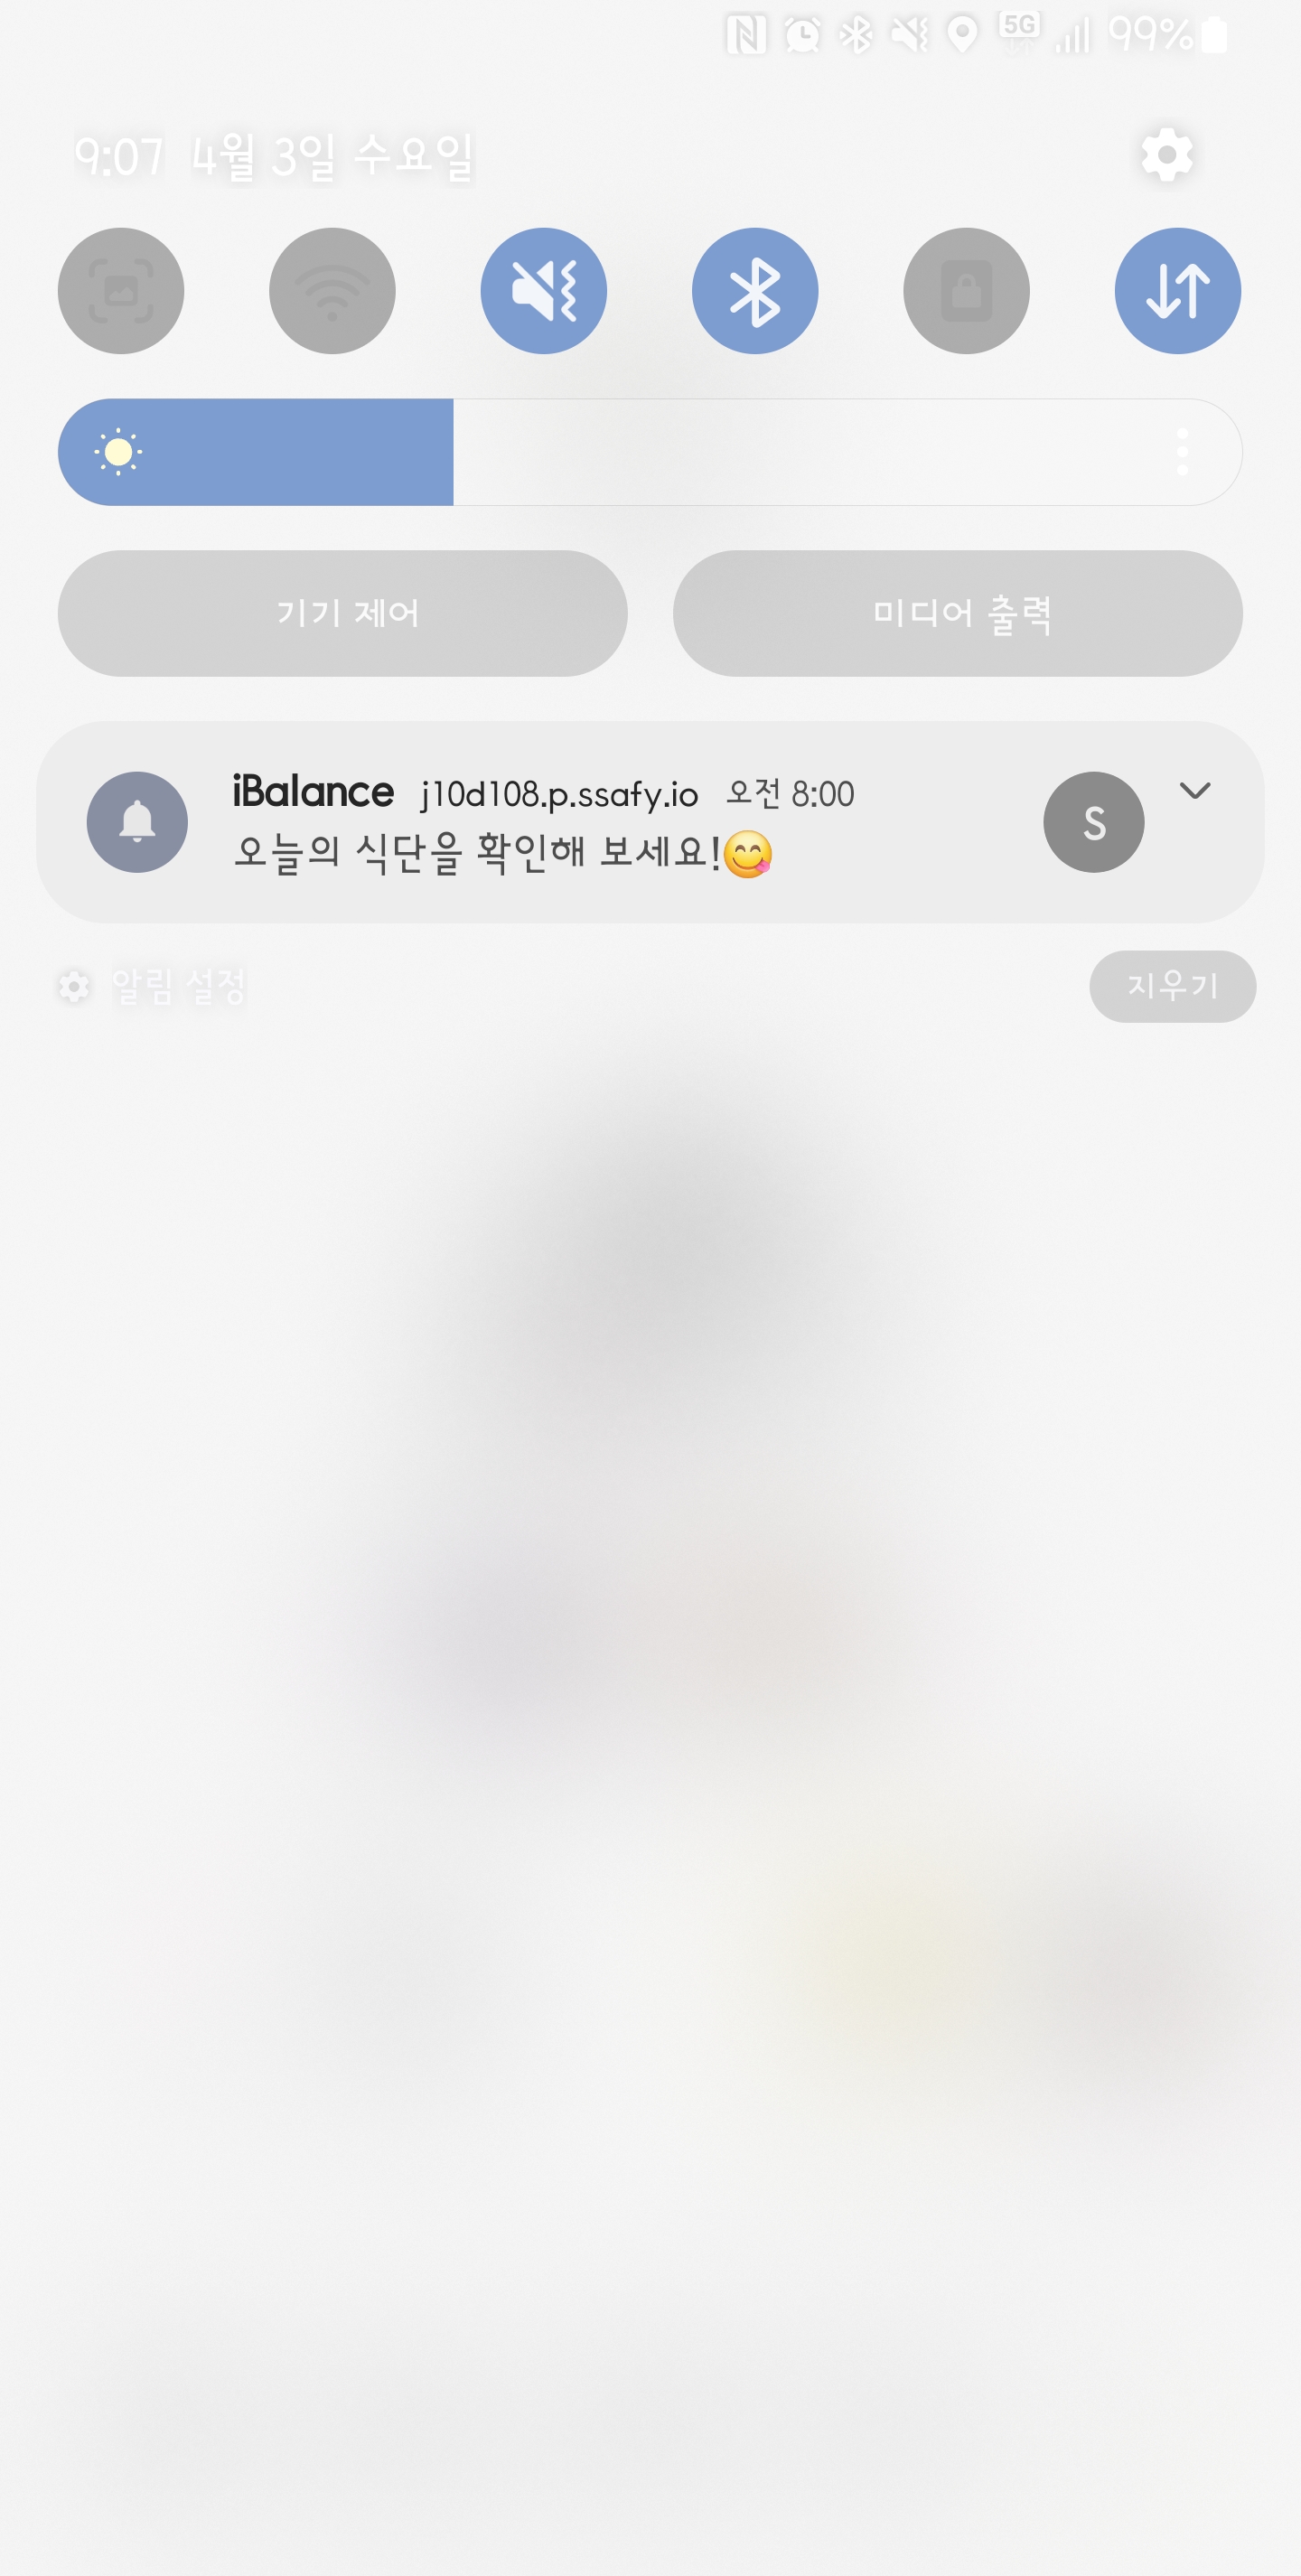 5G 99%
9:07 4월 3일 수요일
기기 제어 미디어 출력
iBalance j10d108.p.ssafy.io 오전 8:00
오늘의 식단을 확인해 보세요!😋
S
알림 설정 지우기